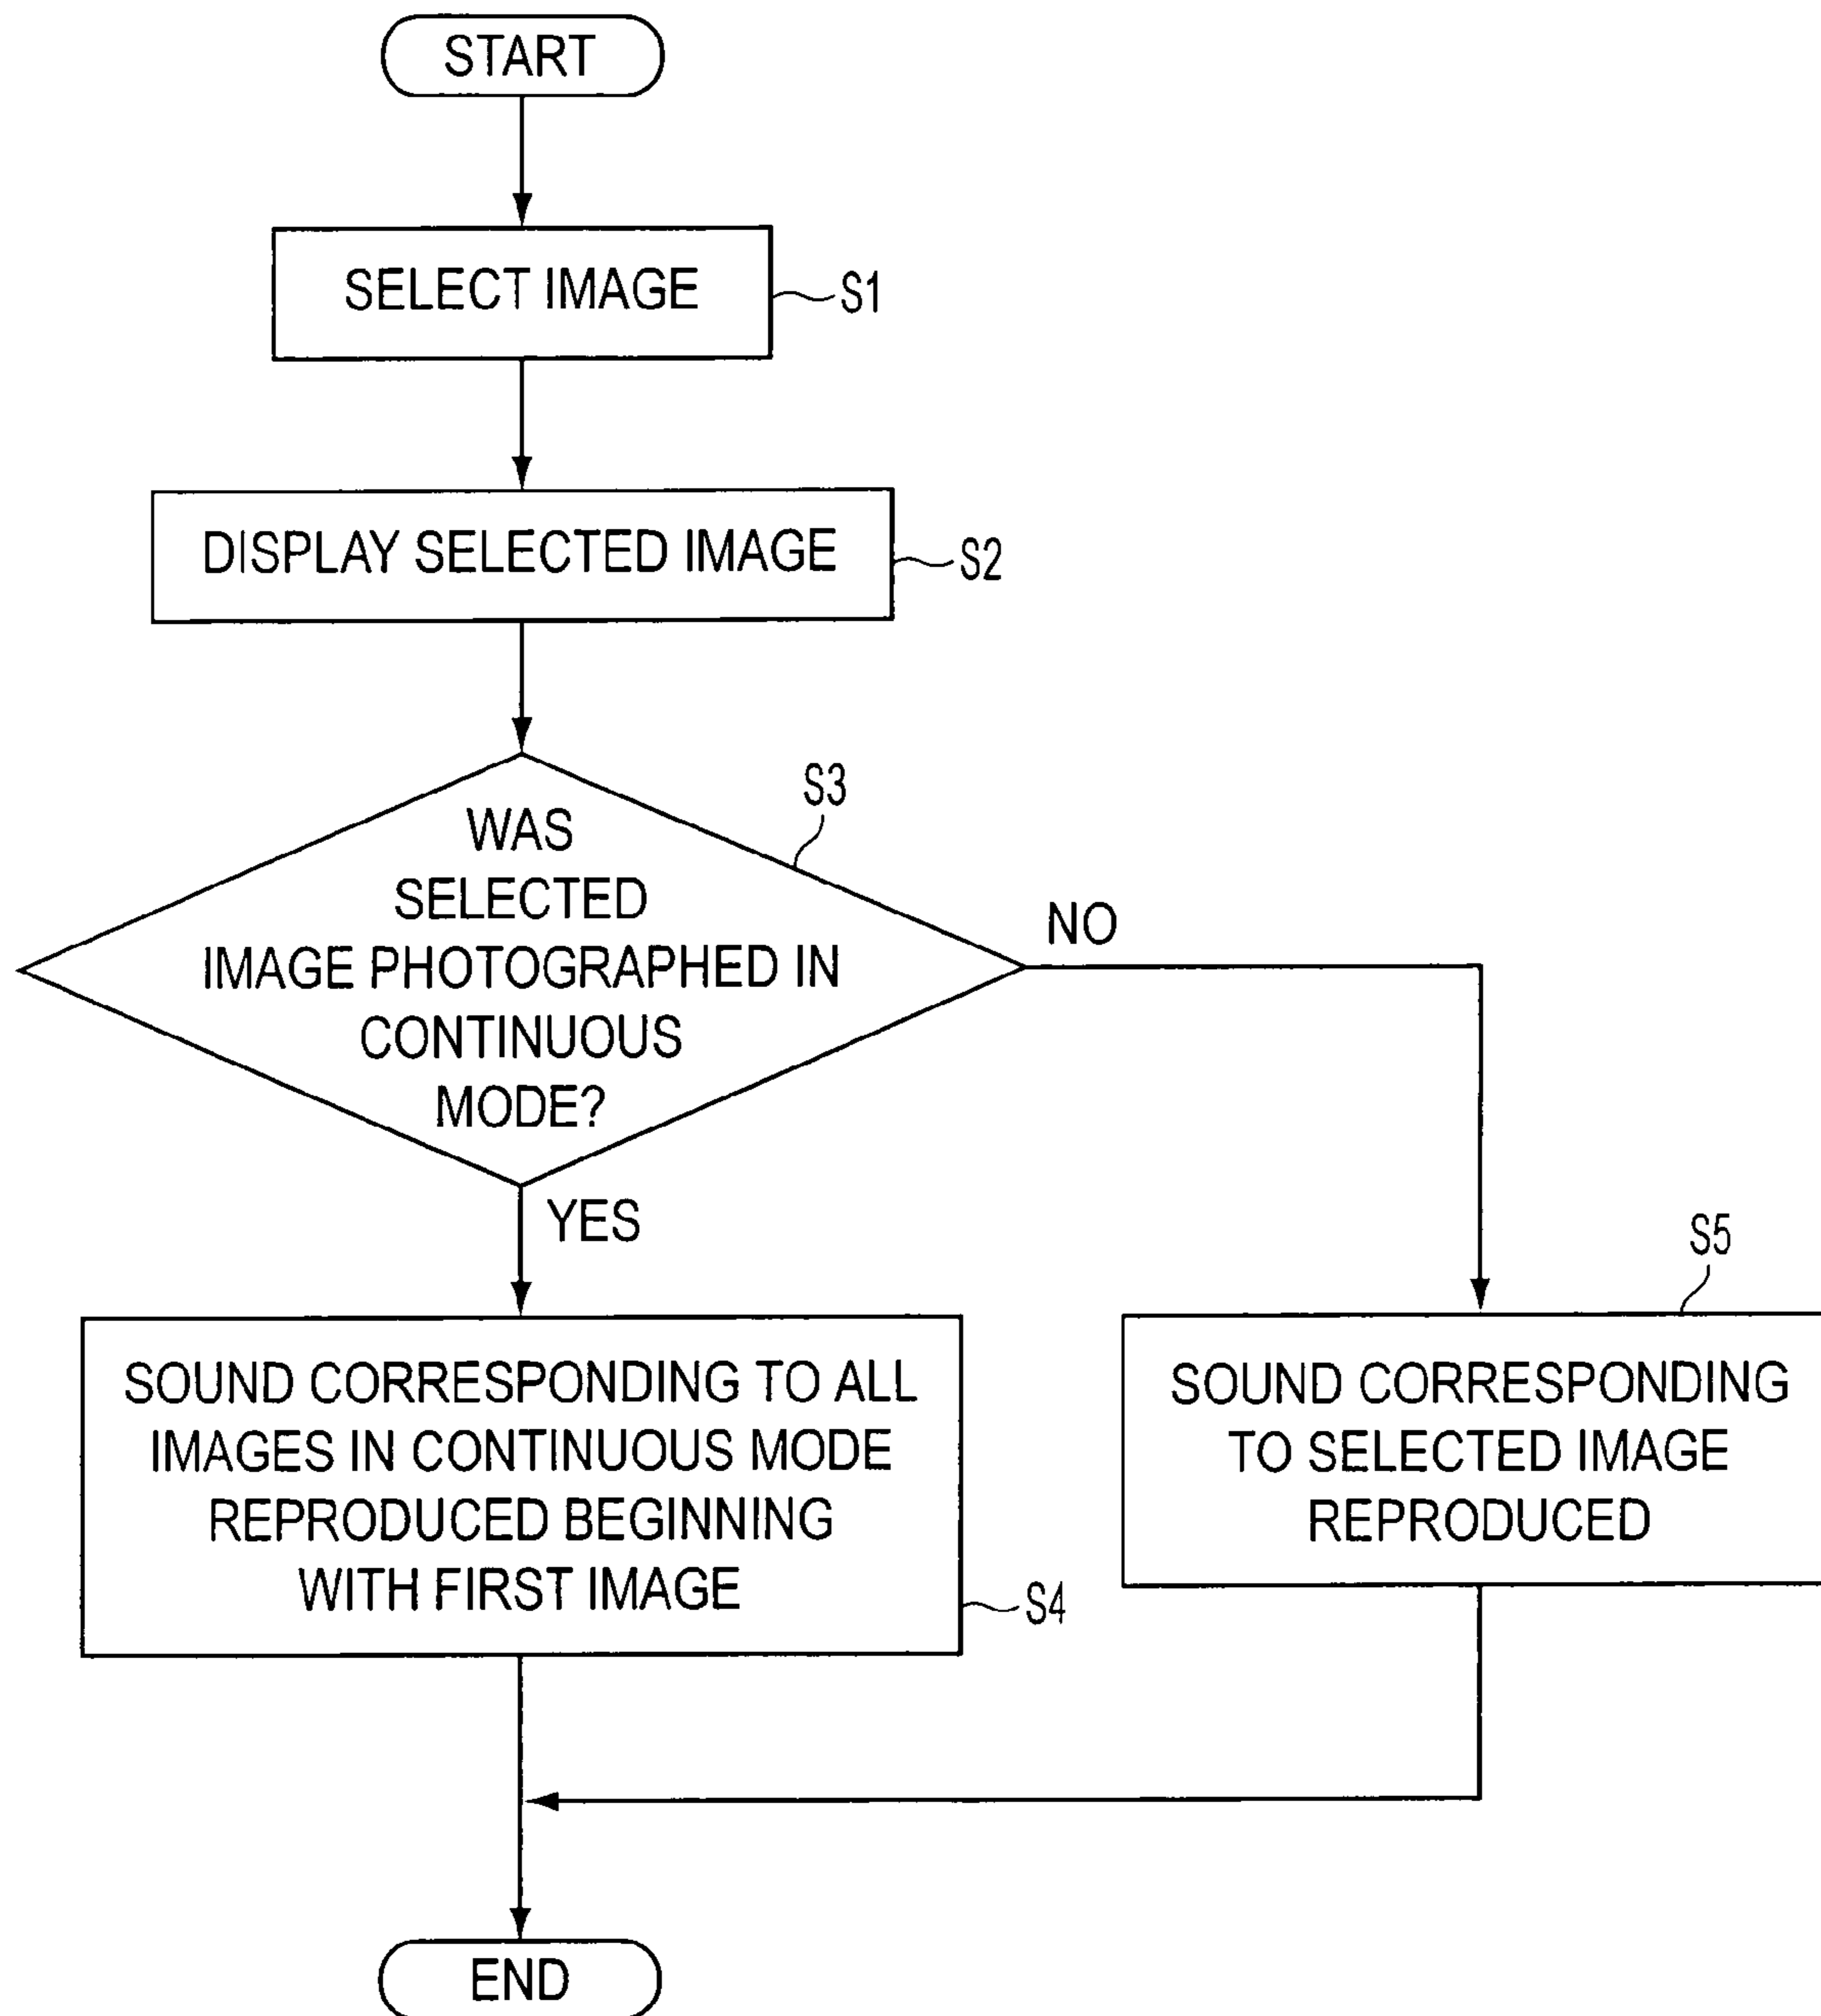 START
SELECT IMAGE
S1
DISPLAY SELECTED IMAGE
S2
S3
WAS
SELECTED
IMAGE PHOTOGRAPHED IN
CONTINUOUS
MODE?
NO
YES
SOUND CORRESPONDING TO ALL
IMAGES IN CONTINUOUS MODE
REPRODUCED BEGINNING
WITH FIRST IMAGE
S4
S5
SOUND CORRESPONDING
TO SELECTED IMAGE
REPRODUCED
END